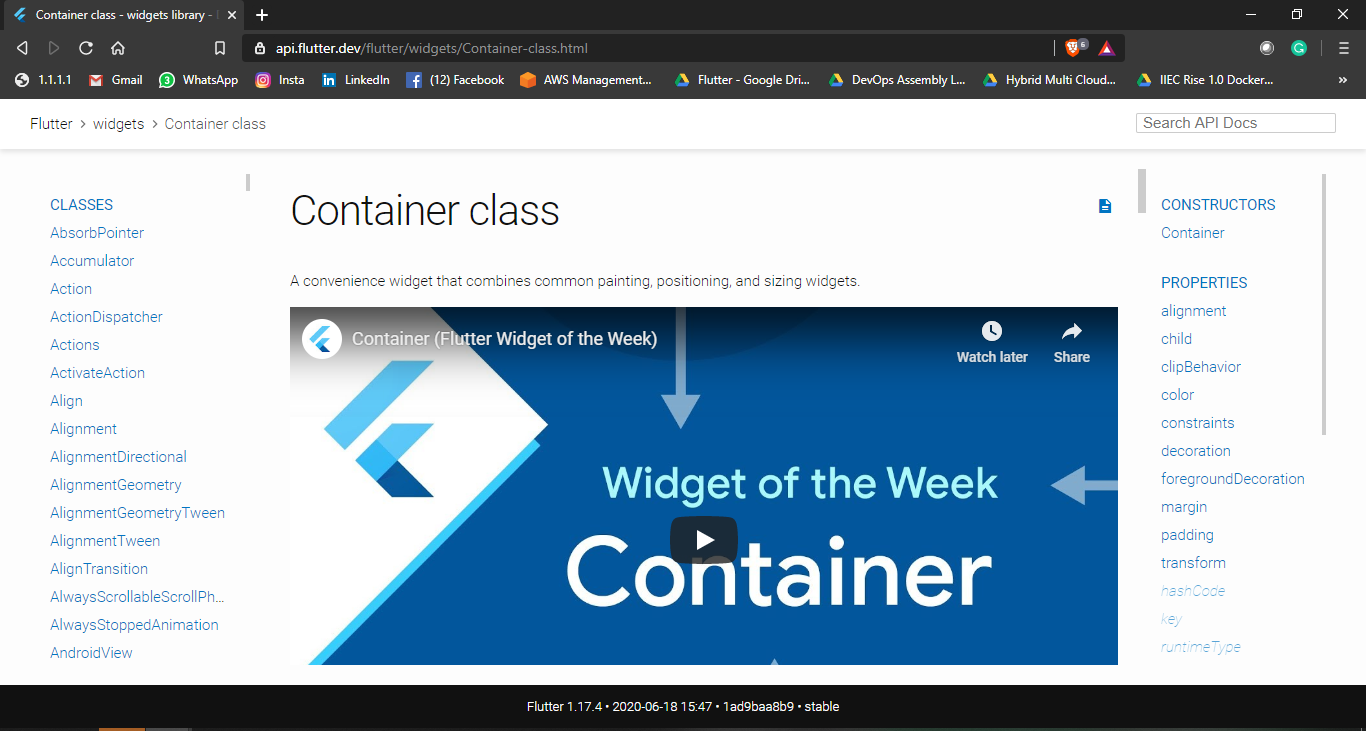 Container class - widgets library -
api.flutter.dev/flutter/widgets/Container-class.html
6
1.1.1.1
Gmail
3
WhatsApp
Insta
in
LinkedIn
(12) Facebook
AWS Management...
Flutter - Google Dri...
DevOps Assembly L...
Hybrid Multi Cloud...
IIEC Rise 1.0 Docker...
»
Flutter > widgets > Container class
Search API Docs
CLASSES
AbsorbPointer
Accumulator
Action
ActionDispatcher
Actions
ActivateAction
Align
Alignment
AlignmentDirectional
AlignmentGeometry
AlignmentGeometryTween
AlignmentTween
AlignTransition
AlwaysScrollableScrollPh...
AlwaysStoppedAnimation
AndroidView
Container class
A convenience widget that combines common painting, positioning, and sizing widgets.
Container (Flutter Widget of the Week)
Watch later
Share
Widget of the Week
Container
CONSTRUCTORS
Container
PROPERTIES
alignment
child
clipBehavior
color
constraints
decoration
foregroundDecoration
margin
padding
transform
hashCode
key
runtimeType
Flutter 1.17.4 • 2020-06-18 15:47 • 1ad9baa8b9 • stable